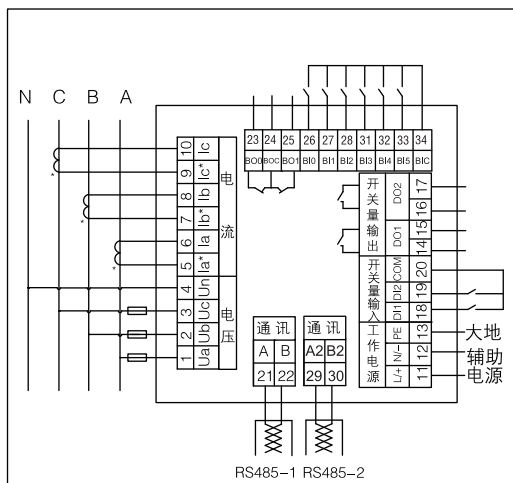 N C B A
23 24 25 26 27 28 31 32 33 34
BO0 BOC BO1 BI0 BI1 BI2 BI3 BI4 BI5 BIC
10 Ic
9 Ic*
8 Ib
7 Ib*
6 Ia
5 Ia*
4 Un
3 Uc
2 Ub
1 Ua
电流
电压
*
*
*
开关量输出
DO2 17
16
DO1 15
14
开关量输入
COM 20
DI2 19
DI1 18
工作电源
PE 13
N/- 12
L/+ 11
大地
辅助
电源
通讯 通讯
A B A2 B2
21 22 29 30
RS485-1 RS485-2